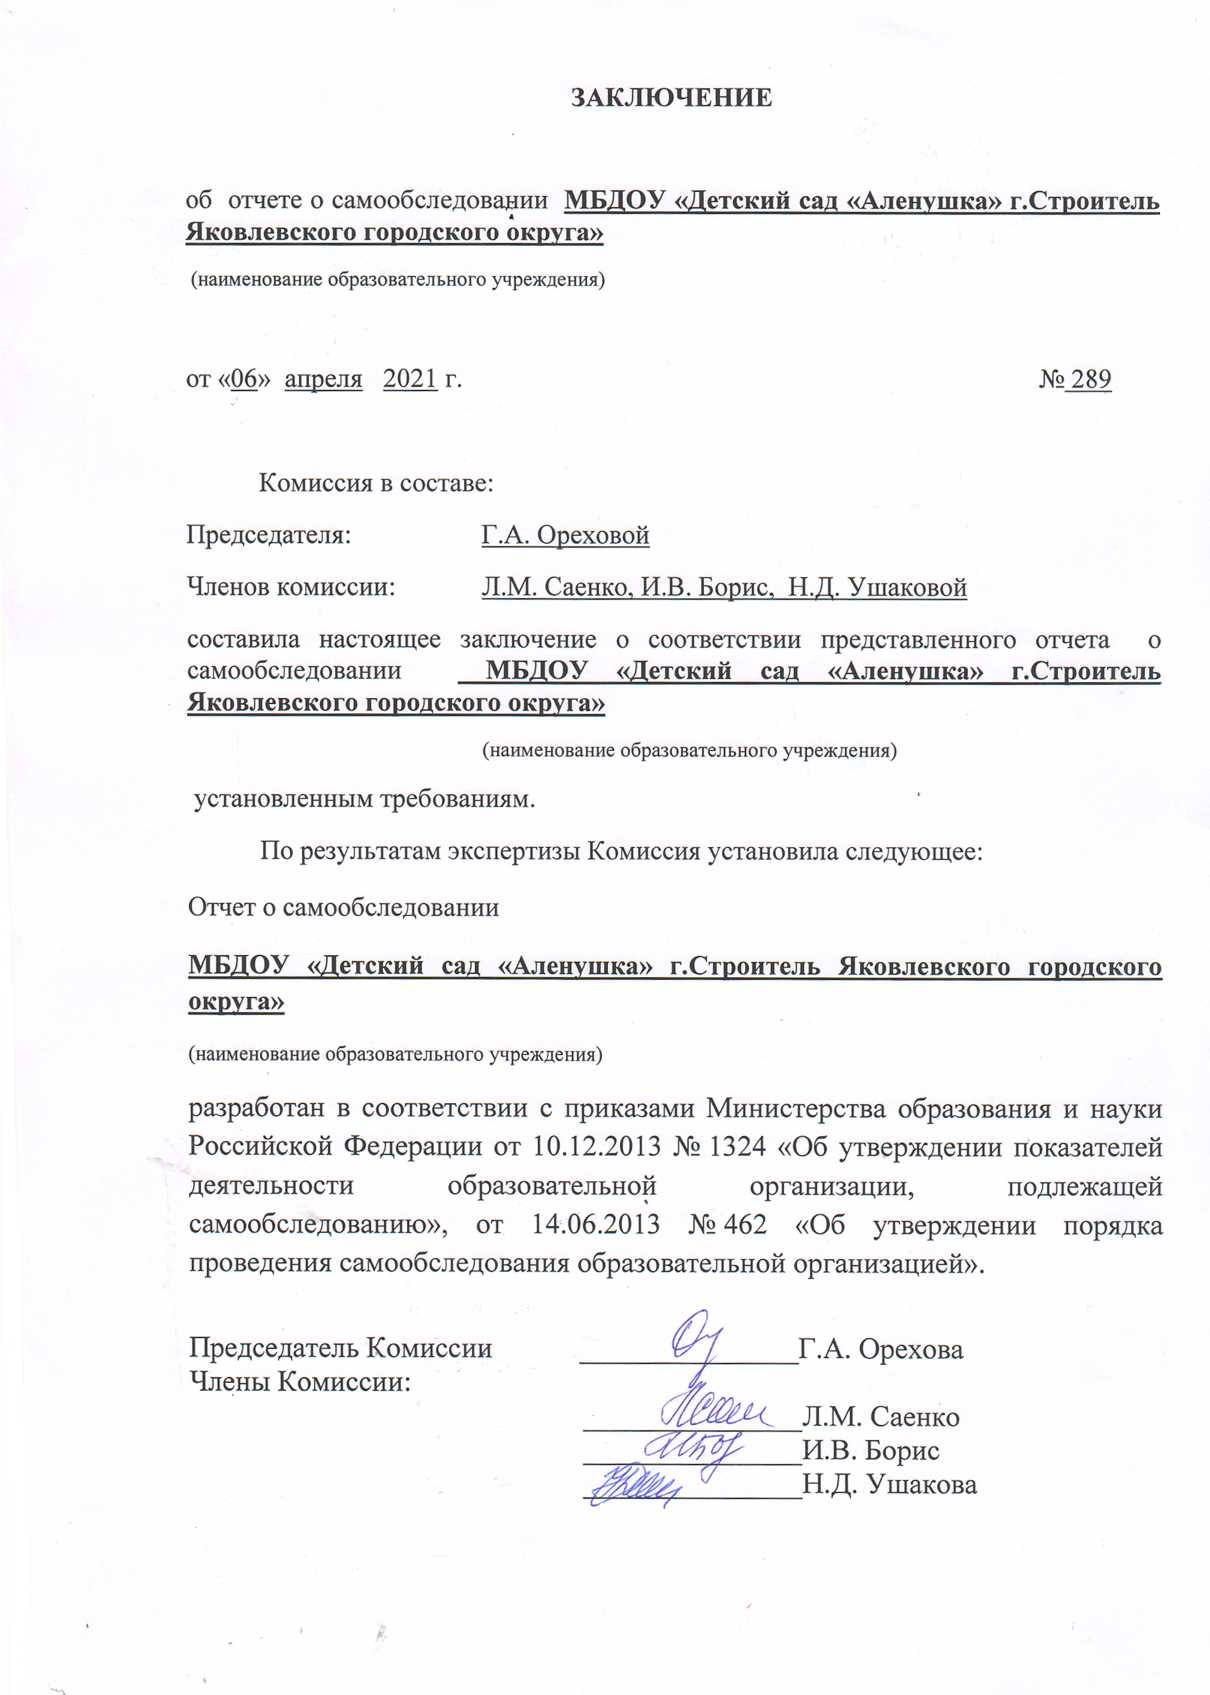 ЗАКЛЮЧЕНИЕ
об отчете о самообследовании МБДОУ «Детский сад «Аленушка» г.Строитель
Яковлевского городского округа»
(наименование образовательного учреждения)
от «06» апреля 2021 г. № 289
Комиссия в составе:
Председателя: Г.А. Ореховой
Членов комиссии: Л.М. Саенко, И.В. Борис, Н.Д. Ушаковой
составила настоящее заключение о соответствии представленного отчета о
самообследовании МБДОУ «Детский сад «Аленушка» г.Строитель
Яковлевского городского округа»
(наименование образовательного учреждения)
установленным требованиям.
По результатам экспертизы Комиссия установила следующее:
Отчет о самообследовании
МБДОУ «Детский сад «Аленушка» г.Строитель Яковлевского городского
округа»
(наименование образовательного учреждения)
разработан в соответствии с приказами Министерства образования и науки
Российской Федерации от 10.12.2013 № 1324 «Об утверждении показателей
деятельности образовательной организации, подлежащей
самообследованию», от 14.06.2013 № 462 «Об утверждении порядка
проведения самообследования образовательной организацией».
Председатель Комиссии Г.А. Орехова
Члены Комиссии:
Л.М. Саенко
И.В. Борис
Н.Д. Ушакова